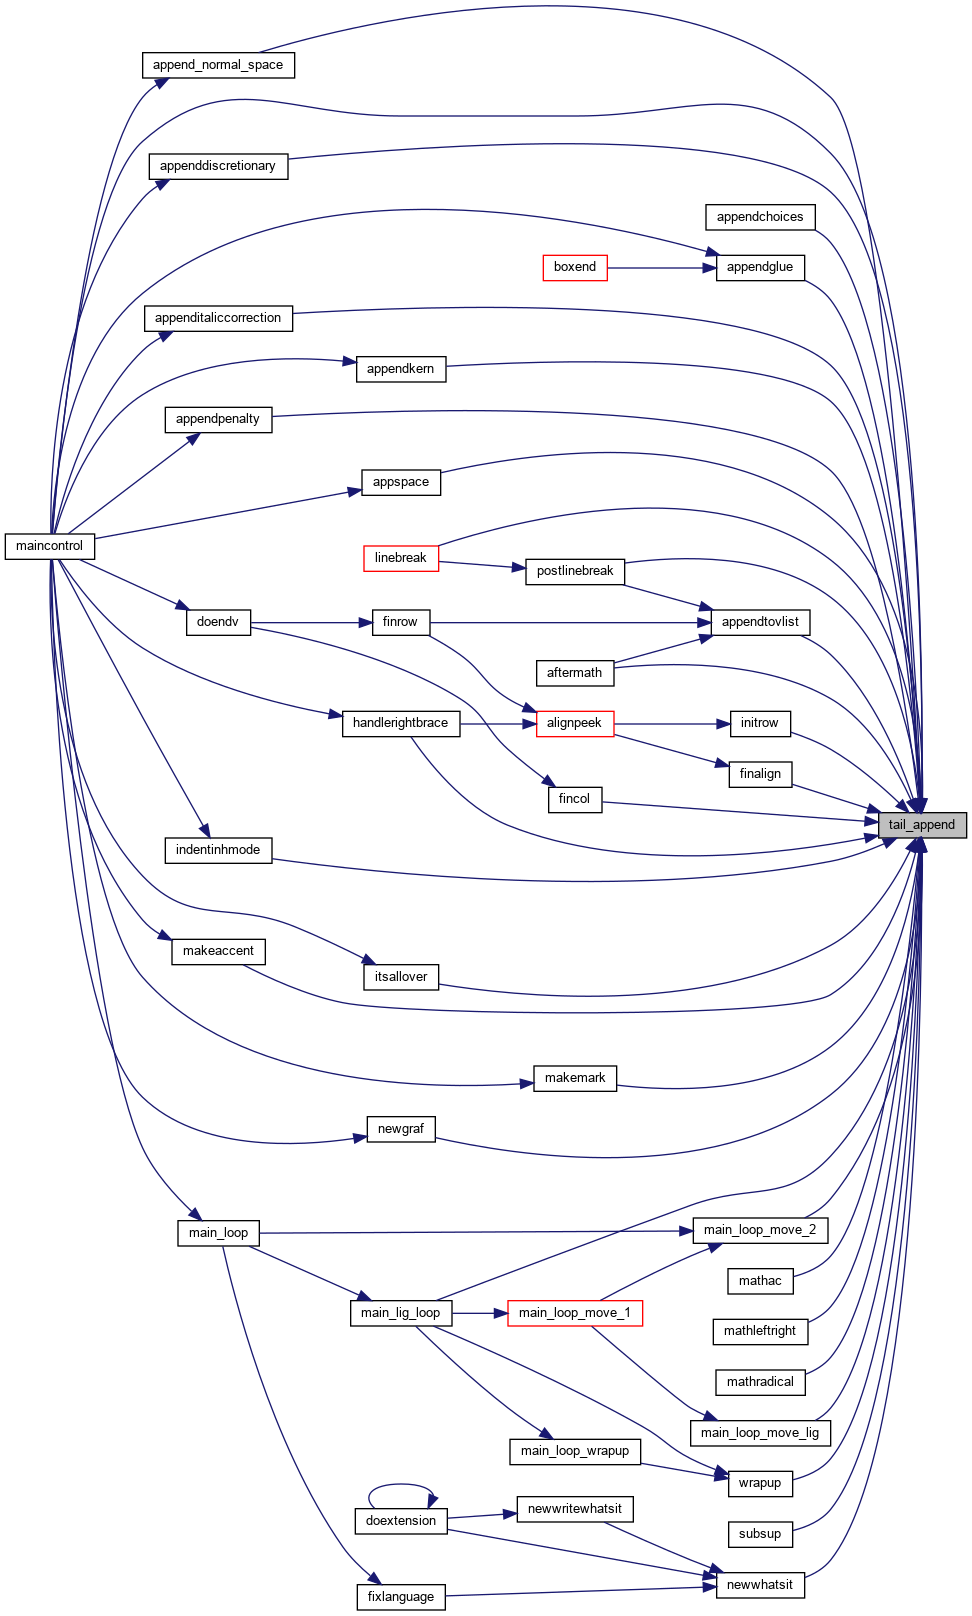 append_normal_space
appenddiscretionary
appendchoices
boxend
appendglue
appenditaliccorrection
appendkern
appendpenalty
appspace
maincontrol
linebreak
postlinebreak
doendv
finrow
appendtovlist
aftermath
handlerightbrace
alignpeek
initrow
finalign
fincol
tail_append
indentinhmode
makeaccent
itsallover
makemark
newgraf
main_loop
main_loop_move_2
mathac
main_lig_loop
main_loop_move_1
mathleftright
mathradical
main_loop_move_lig
main_loop_wrapup
wrapup
newwritewhatsit
doextension
subsup
newwhatsit
fixlanguage